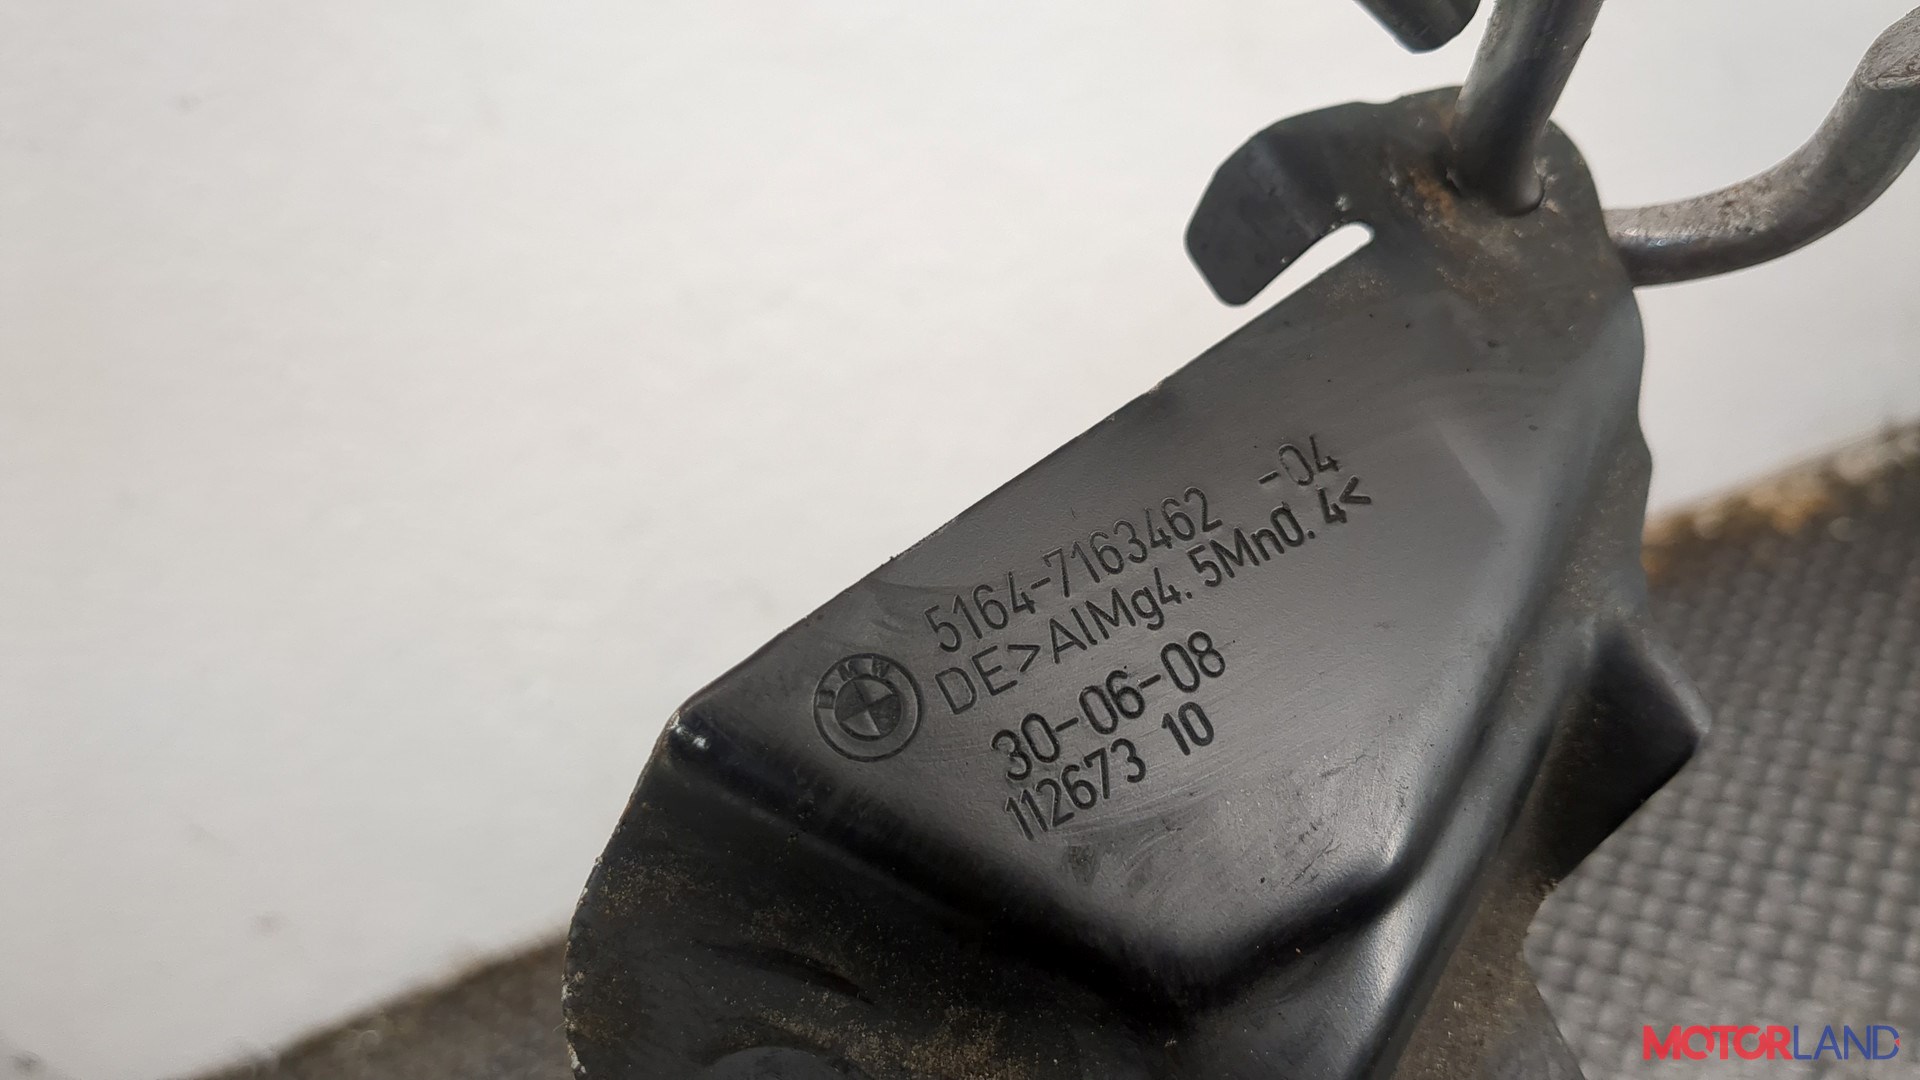 5164-7163462 -04
DE>AlMg4.5Mn0.4<
BMW
30-06-08
112673 10
MOTORLAND